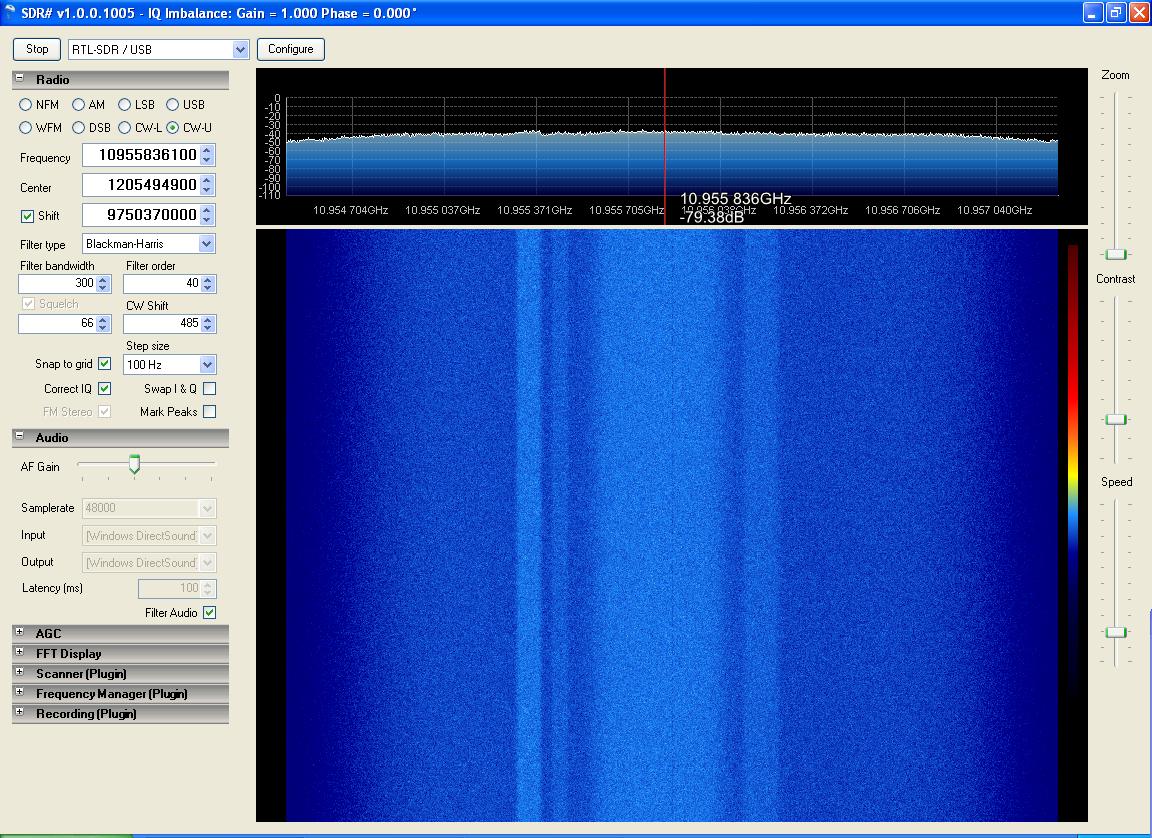 SDR# v1.0.0.1005 - IQ Imbalance: Gain = 1.000 Phase = 0.000°
Stop RTL-SDR / USB Configure
Radio
NFM AM LSB USB
WFM DSB CW-L CW-U
Frequency 10955836100
Center 1205494900
Shift 9750370000
Filter type Blackman-Harris
Filter bandwidth Filter order
300 40
Squelch CW Shift
66 485
Step size
Snap to grid 100 Hz
Correct IQ Swap I & Q
FM Stereo Mark Peaks
Audio
AF Gain
Samplerate 48000
Input [Windows DirectSound]
Output [Windows DirectSound]
Latency (ms) 100
Filter Audio
AGC
FFT Display
Scanner (Plugin)
Frequency Manager (Plugin)
Recording (Plugin)
0
-10
-20
-30
-40
-50
-60
-70
-80
-90
-100
-110
10.955 836GHz
-79.38dB
10.954 704GHz 10.955 037GHz 10.955 371GHz 10.955 705GHz 10.956 038GHz 10.956 372GHz 10.956 706GHz 10.957 040GHz
Zoom
Contrast
Speed